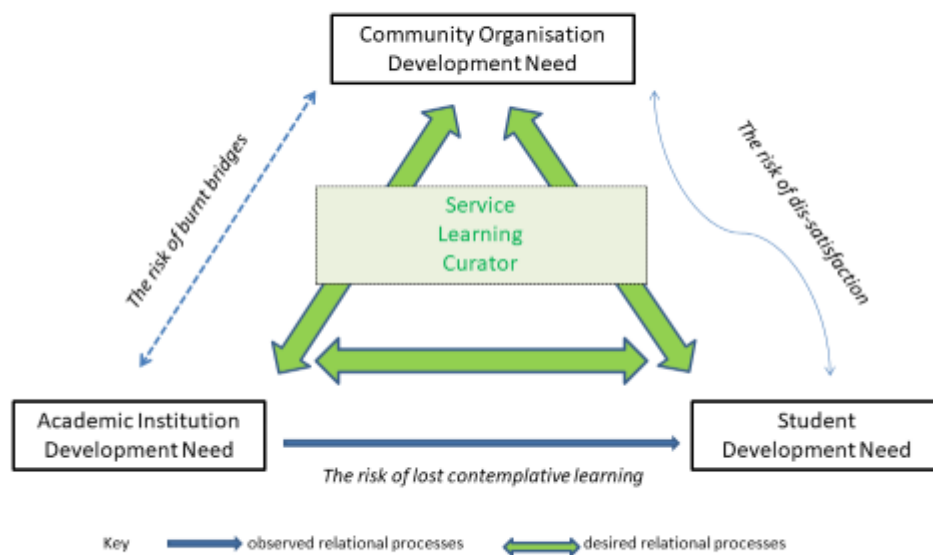 Community Organisation
Development Need
The risk of burnt bridges
The risk of dis-satisfaction
Service
Learning
Curator
Academic Institution
Development Need
Student
Development Need
The risk of lost contemplative learning
Key observed relational processes desired relational processes